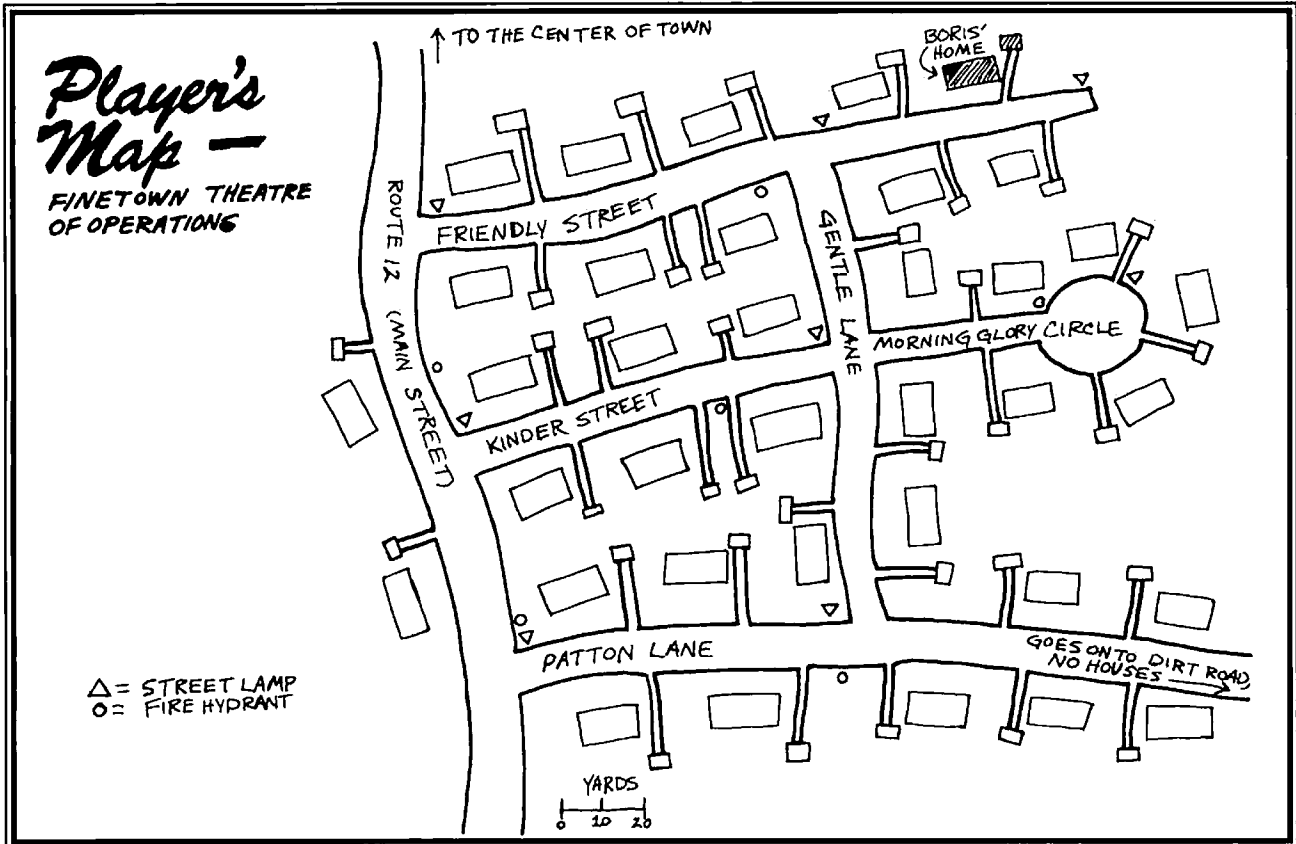 Player's
Map —
FINETOWN THEATRE
OF OPERATIONS
↑ TO THE CENTER OF TOWN
BORIS'
HOME
ROUTE 12 (MAIN STREET)
FRIENDLY STREET
GENTLE LANE
MORNING GLORY CIRCLE
KINDER STREET
PATTON LANE
GOES ON TO DIRT ROAD,
NO HOUSES →
△ = STREET LAMP
○ = FIRE HYDRANT
YARDS
0 10 20